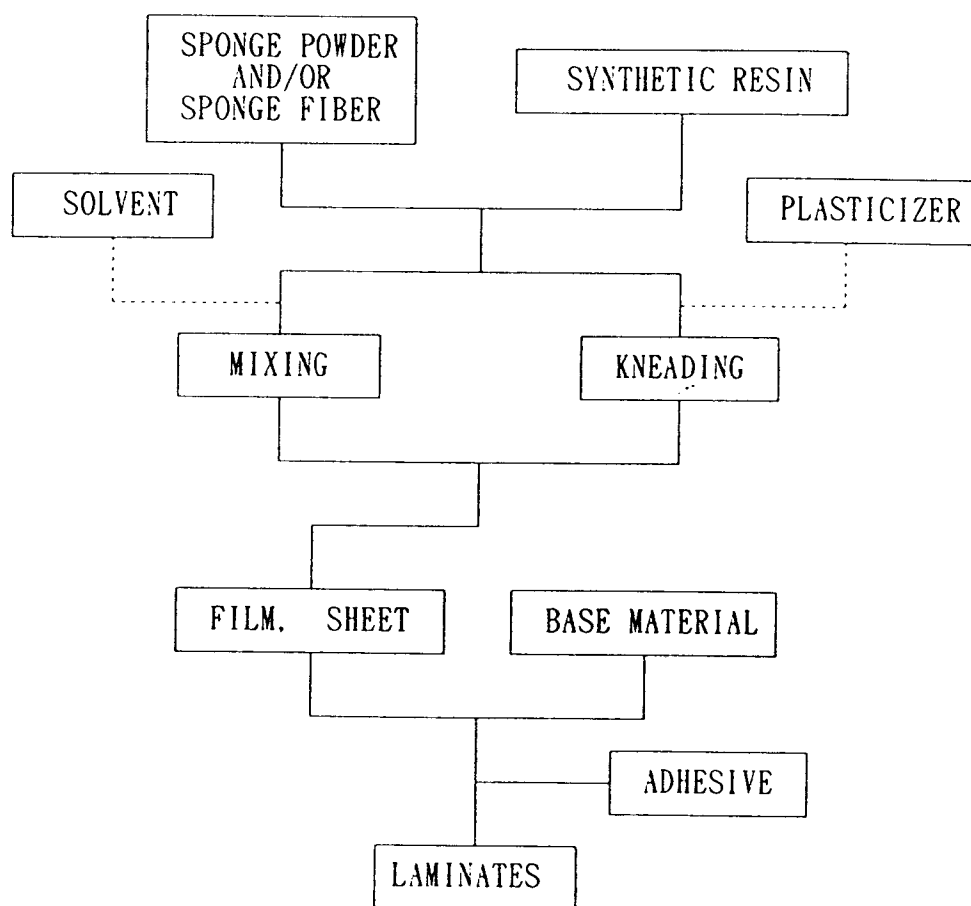 SPONGE POWDER
AND/OR
SPONGE FIBER
SYNTHETIC RESIN
SOLVENT
PLASTICIZER
MIXING
KNEADING
FILM. SHEET
BASE MATERIAL
ADHESIVE
LAMINATES